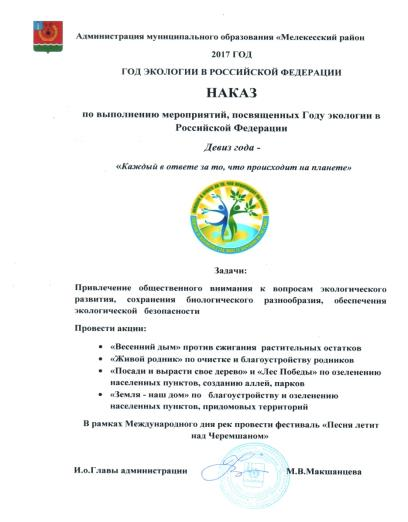 Администрация муниципального образования «Мелекесский район
2017 ГОД
ГОД ЭКОЛОГИИ В РОССИЙСКОЙ ФЕДЕРАЦИИ
НАКАЗ
по выполнению мероприятий, посвященных Году экологии в
Российской Федерации
Девиз года -
«Каждый в ответе за то, что происходит на планете»
Задачи:
Привлечение общественного внимания к вопросам экологического
развития, сохранения биологического разнообразия, обеспечения
экологической безопасности
Провести акции:
• «Весенний дым» против сжигания растительных остатков
• «Живой родник» по очистке и благоустройству родников
• «Посади и вырасти свое дерево» и «Лес Победы» по озеленению
населенных пунктов, созданию аллей, парков
• «Земля - наш дом» по благоустройству и озеленению
населенных пунктов, придомовых территорий
В рамках Международного дня рек провести фестиваль «Песня летит
над Черемшаном»
И.о.Главы администрации М.В.Макшанцева